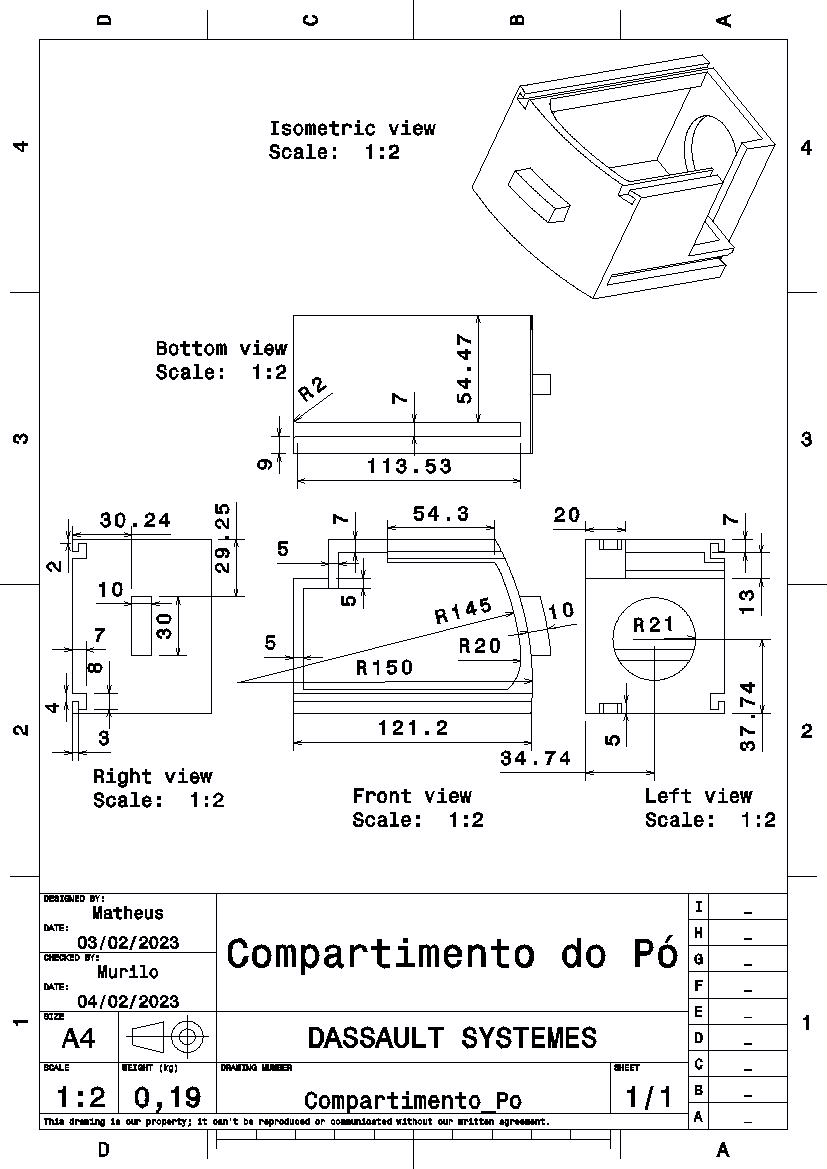 D C B A
4 4
Isometric view
Scale: 1:2
Bottom view
Scale: 1:2
R2
7
54.47
9
113.53
3 3
30.24
29.25
2
10
30
7
8
4
3
Right view
Scale: 1:2
7
54.3
5
5
R145
10
R20
5
R150
121.2
Front view
Scale: 1:2
20
7
13
R21
37.74
5
34.74
Left view
Scale: 1:2
2 2
DESIGNED BY:
Matheus
DATE:
03/02/2023
CHECKED BY:
Murilo
DATE:
04/02/2023
SIZE
A4
SCALE
1:2
WEIGHT (kg)
0,19
Compartimento do Pó
DASSAULT SYSTEMES
DRAWING NUMBER
Compartimento_Po
SHEET
1/1
I _
H _
G _
F _
E _
D _
C _
B _
A _
This drawing is our property; it can't be reproduced or communicated without our written agreement.
1 1
D A